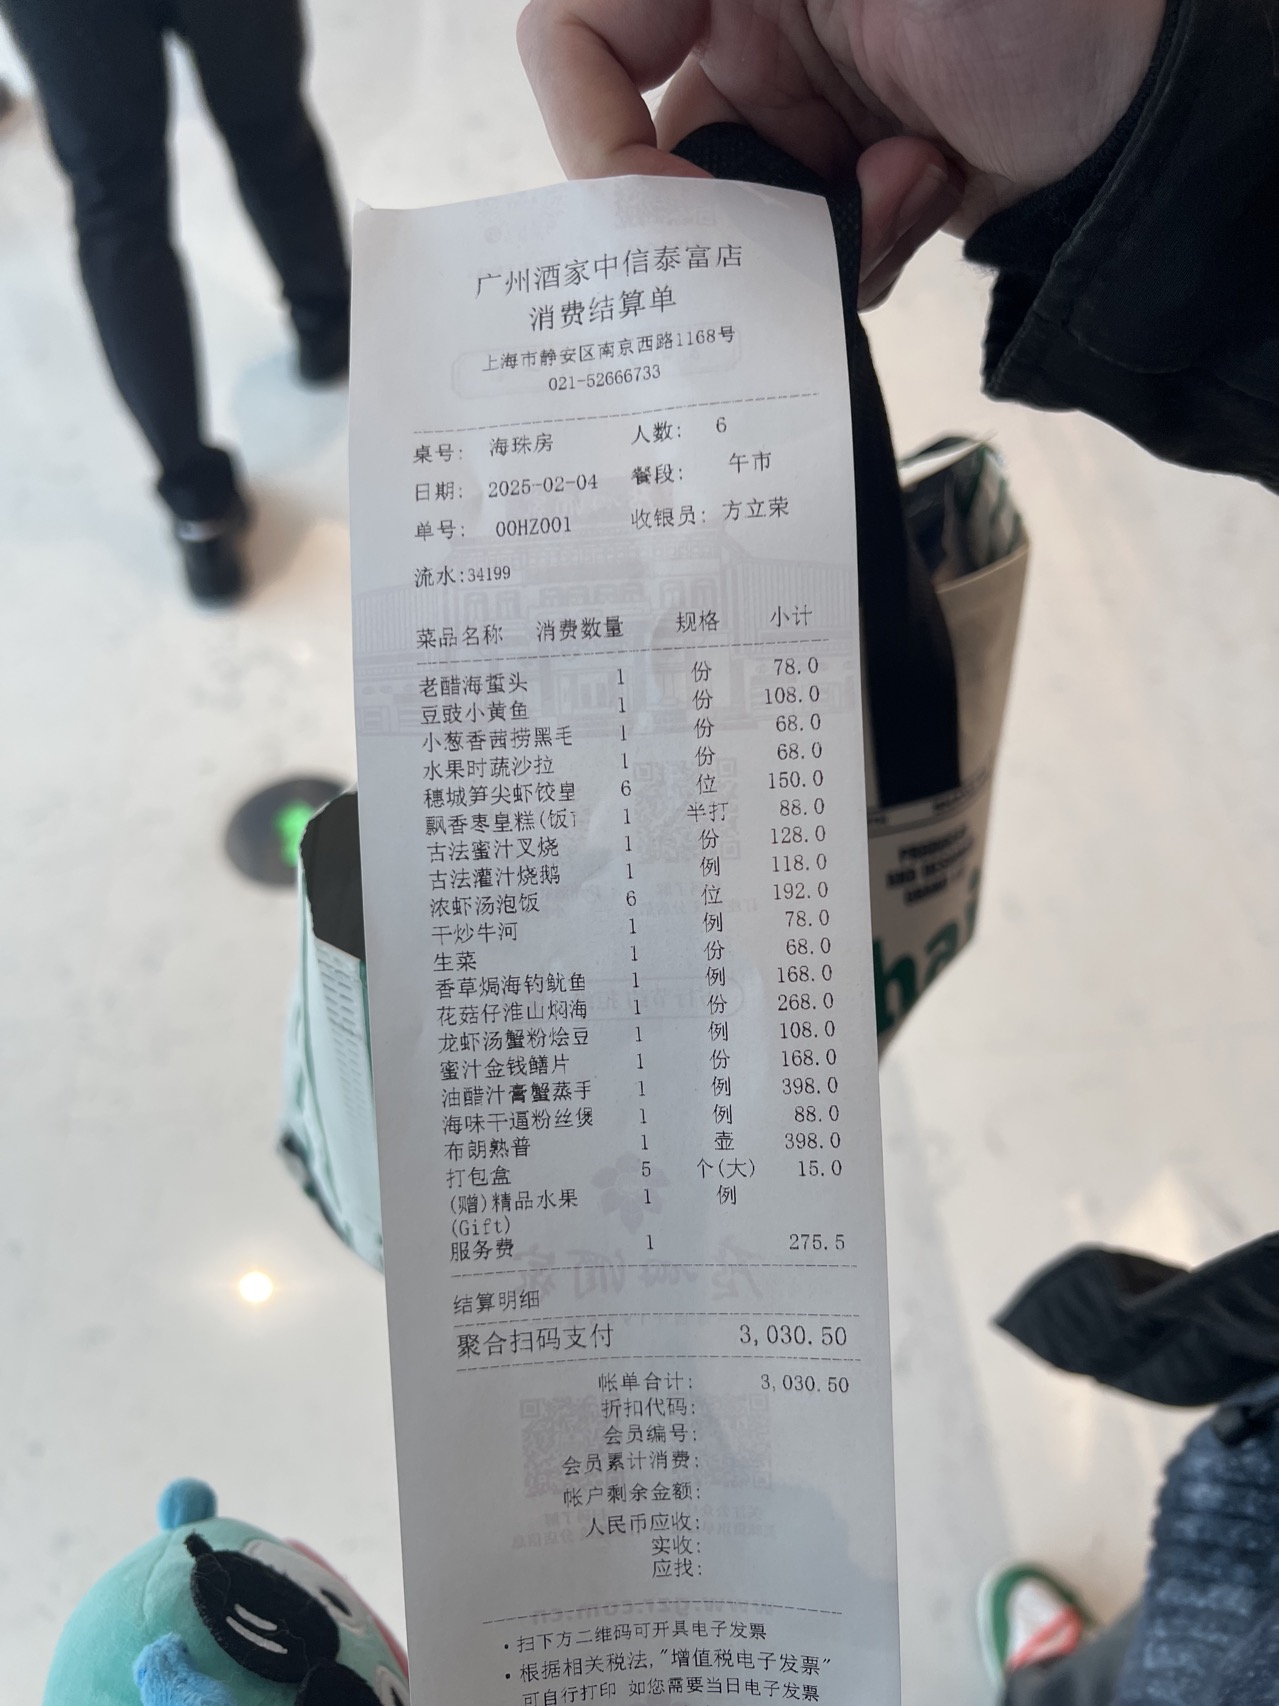 广州酒家中信泰富店
消费结算单
上海市静安区南京西路1168号
021-52666733
桌号： 海珠房 人数： 6
日期： 2025-02-04 餐段： 午市
单号： 00HZ001 收银员： 方立荣
流水:34199
菜品名称 消费数量 规格 小计
老醋海蜇头 1 份 78.0
豆豉小黄鱼 1 份 108.0
小葱香茜捞黑毛 1 份 68.0
水果时蔬沙拉 1 份 68.0
穗城笋尖虾饺皇 6 位 150.0
飘香枣皇糕(饭 1 半打 88.0
古法蜜汁叉烧 1 份 128.0
古法灌汁烧鹅 1 例 118.0
浓虾汤泡饭 6 位 192.0
干炒牛河 1 例 78.0
生菜 1 份 68.0
香草焗海钓鱿鱼 1 例 168.0
花菇仔淮山焖海 1 份 268.0
龙虾汤蟹粉烩豆 1 例 108.0
蜜汁金钱鳝片 1 份 168.0
油醋汁膏蟹蒸手 1 例 398.0
海味干逼粉丝煲 1 例 88.0
布朗熟普 1 壶 398.0
打包盒 5 个(大) 15.0
(赠)精品水果 1 例
(Gift)
服务费 1 275.5
结算明细
聚合扫码支付 3,030.50
帐单合计： 3,030.50
折扣代码：
会员编号：
会员累计消费：
帐户剩余金额：
人民币应收：
实收：
应找：
·扫下方二维码可开具电子发票
·根据相关税法,"增值税电子发票"
可自行打印 如您需要当日电子发票